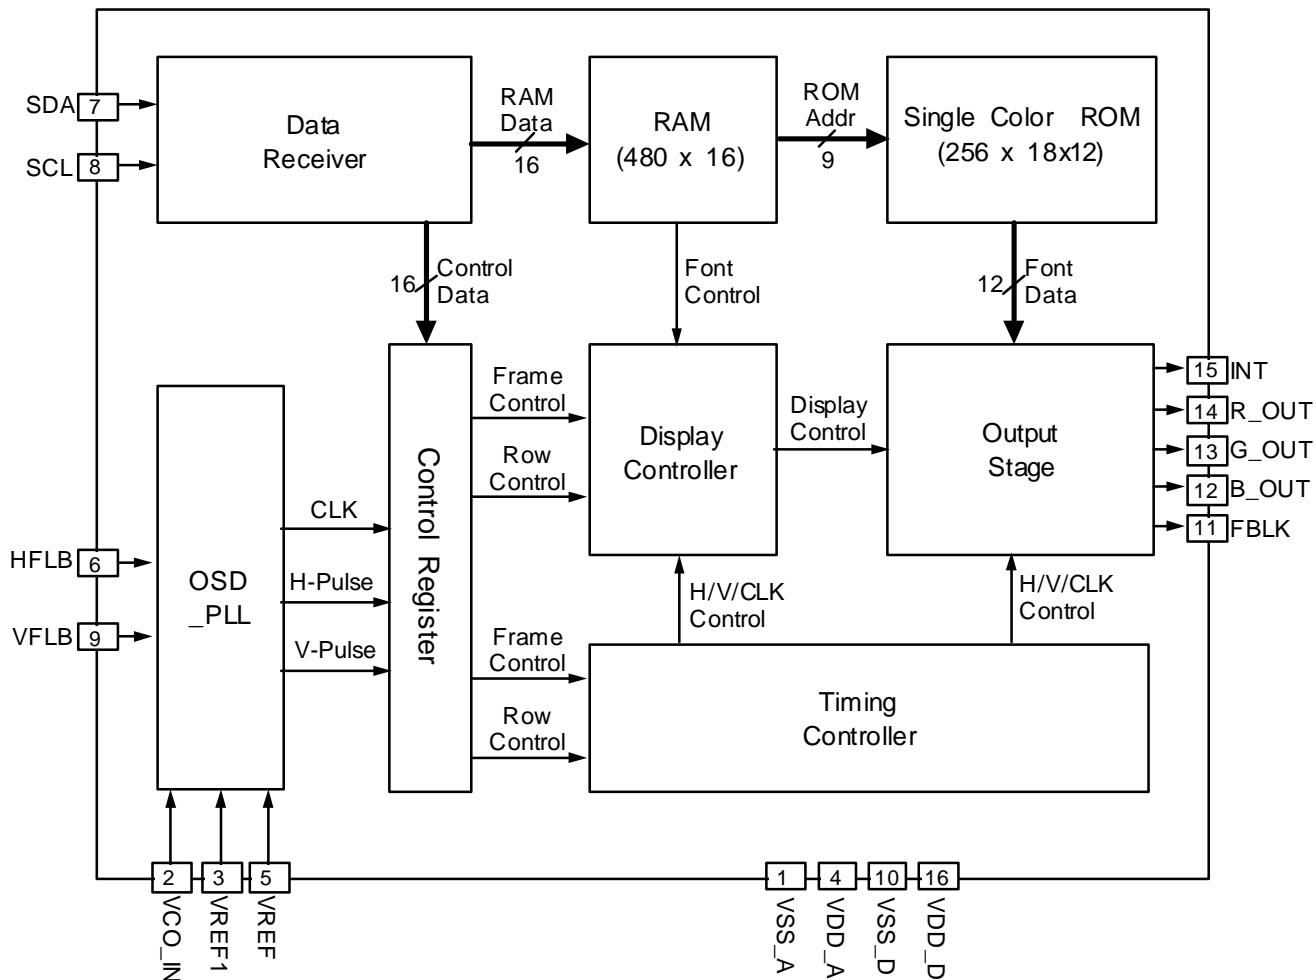 SDA
7
SCL
8
Data
Receiver
RAM
Data
16
RAM
(480 x 16)
ROM
Addr
9
Single Color ROM
(256 x 18x12)
16
Control
Data
Font
Control
12
Font
Data
HFLB
6
VFLB
9
OSD
_PLL
CLK
H-Pulse
V-Pulse
Control Register
Frame
Control
Row
Control
Frame
Control
Row
Control
Display
Controller
Display
Control
Output
Stage
15
INT
14
R_OUT
13
G_OUT
12
B_OUT
11
FBLK
H/V/CLK
Control
H/V/CLK
Control
Timing
Controller
2
VCO_IN
3
VREF1
5
VREF
1
VSS_A
4
VDD_A
10
VSS_D
16
VDD_D